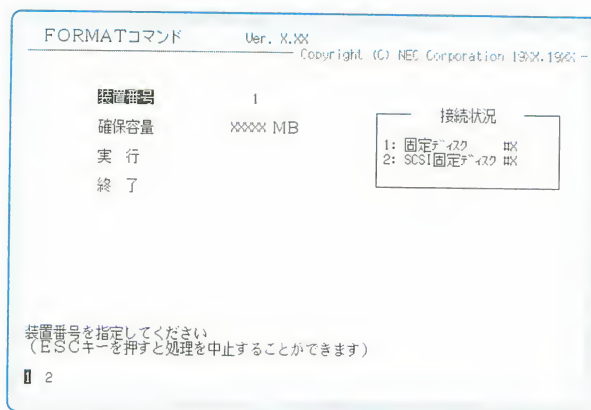 FORMATコマンド Ver. X.XX
Copyright (C) NEC Corporation 19XX,19XX
装置番号 1
確保容量 XXXXX MB
実 行
終 了
接続状況
1: 固定ディスク #X
2: SCSI固定ディスク #X
装置番号を指定してください
(ESCキーを押すと処理を中止することができます)
1 2